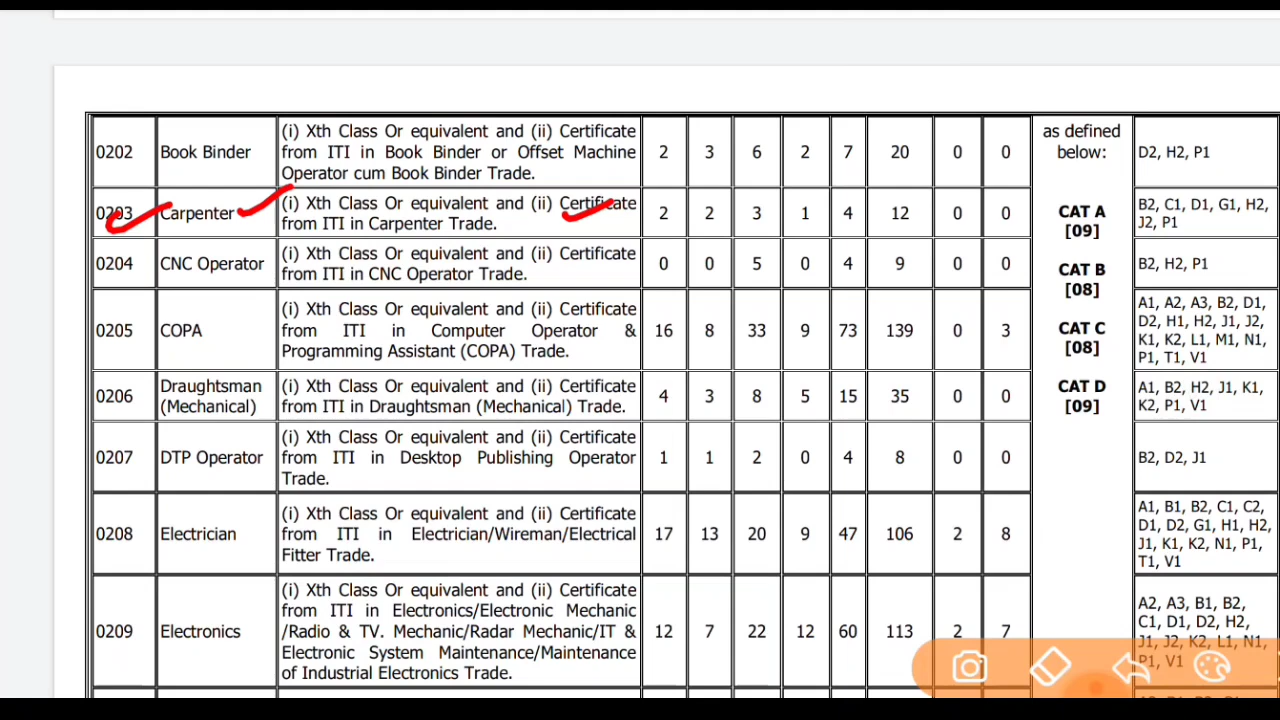 0202 Book Binder (i) Xth Class Or equivalent and (ii) Certificate 2 3 6 2 7 20 0 0 as defined D2, H2, P1
from ITI in Book Binder or Offset Machine below:
Operator cum Book Binder Trade.
0203 Carpenter (i) Xth Class Or equivalent and (ii) Certificate 2 2 3 1 4 12 0 0 CAT A B2, C1, D1, G1, H2,
from ITI in Carpenter Trade. [09] J2, P1
0204 CNC Operator (i) Xth Class Or equivalent and (ii) Certificate 0 0 5 0 4 9 0 0 CAT B B2, H2, P1
from ITI in CNC Operator Trade. [08]
0205 COPA (i) Xth Class Or equivalent and (ii) Certificate 16 8 33 9 73 139 0 3 CAT C A1, A2, A3, B2, D1,
from ITI in Computer Operator & [08] D2, H1, H2, J1, J2,
Programming Assistant (COPA) Trade. K1, K2, L1, M1, N1,
P1, T1, V1
0206 Draughtsman (i) Xth Class Or equivalent and (ii) Certificate 4 3 8 5 15 35 0 0 CAT D A1, B2, H2, J1, K1,
(Mechanical) from ITI in Draughtsman (Mechanical) Trade. [09] K2, P1, V1
0207 DTP Operator (i) Xth Class Or equivalent and (ii) Certificate 1 1 2 0 4 8 0 0 B2, D2, J1
from ITI in Desktop Publishing Operator
Trade.
0208 Electrician (i) Xth Class Or equivalent and (ii) Certificate 17 13 20 9 47 106 2 8 A1, B1, B2, C1, C2,
from ITI in Electrician/Wireman/Electrical D1, D2, G1, H1, H2,
Fitter Trade. J1, K1, K2, N1, P1,
T1, V1
0209 Electronics (i) Xth Class Or equivalent and (ii) Certificate 12 7 22 12 60 113 2 7 A2, A3, B1, B2,
from ITI in Electronics/Electronic Mechanic C1, D1, D2, H2,
/Radio & TV. Mechanic/Radar Mechanic/IT & J1, J2, K2, L1, N1,
Electronic System Maintenance/Maintenance P1, V1
of Industrial Electronics Trade.